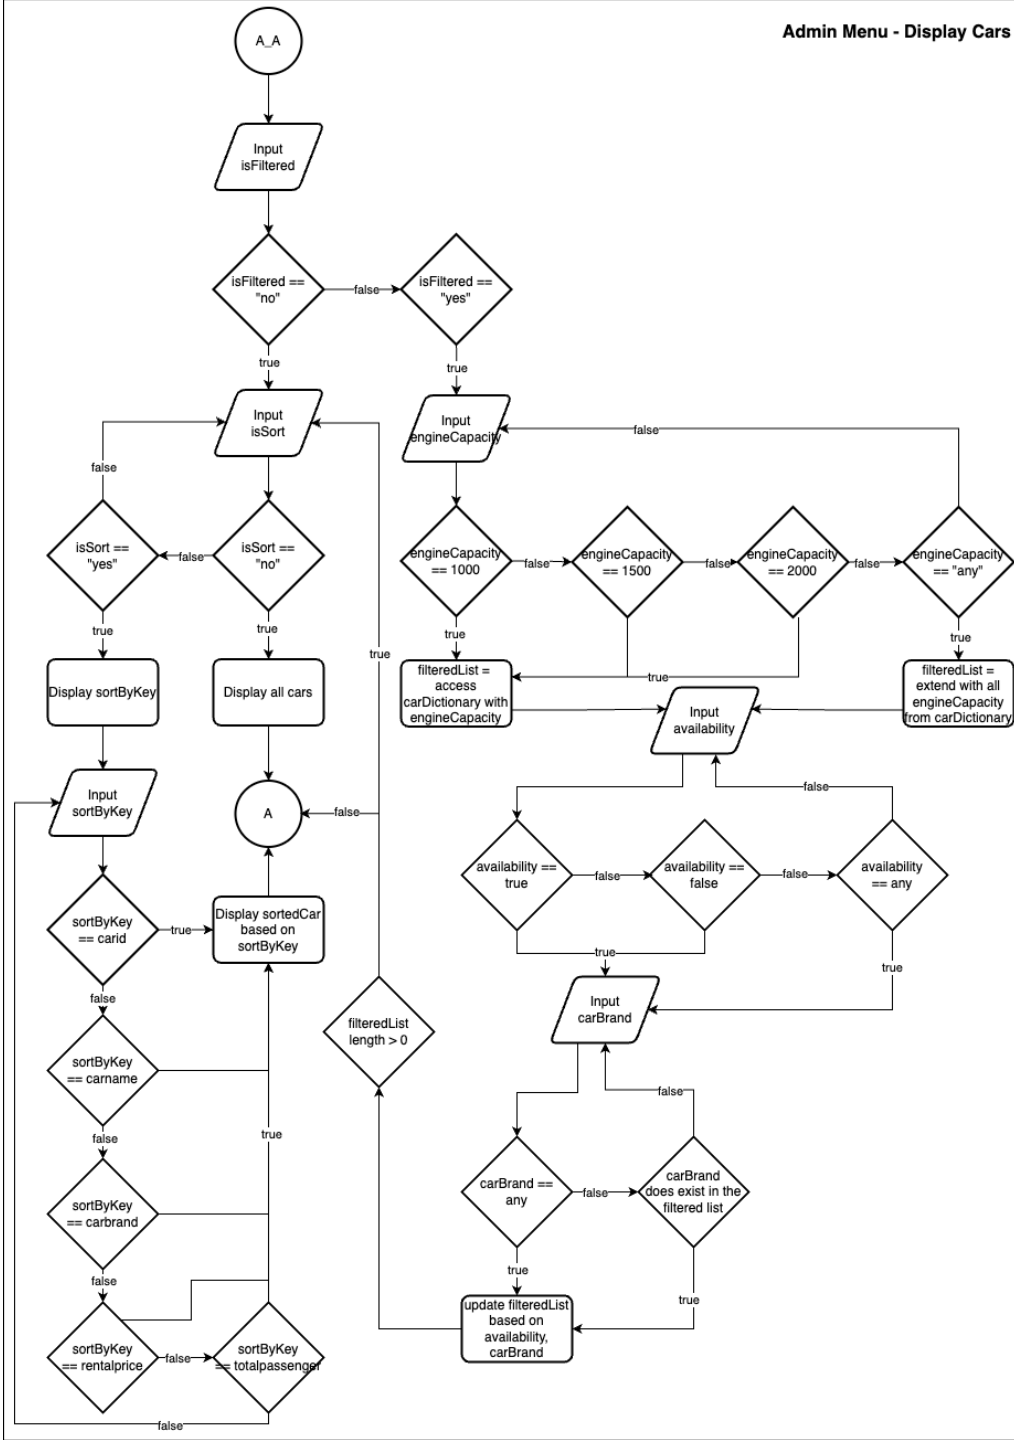 Admin Menu - Display Cars
A_A
Input
isFiltered
isFiltered ==
"no"
false
isFiltered ==
"yes"
true
true
Input
isSort
Input
engineCapacity
false
false
isSort ==
"yes"
false
isSort ==
"no"
engineCapacity
== 1000
false
engineCapacity
== 1500
false
engineCapacity
== 2000
false
engineCapacity
== "any"
true
true
true
true
true
Display sortByKey
Display all cars
filteredList =
access
carDictionary with
engineCapacity
true
filteredList =
extend with all
engineCapacity
from carDictionary
Input
availability
Input
sortByKey
A
false
false
availability ==
true
false
availability ==
false
false
availability
== any
sortByKey
== carid
true
Display sortedCar
based on
sortByKey
true
true
false
Input
carBrand
filteredList
length > 0
sortByKey
== carname
false
false
true
carBrand ==
any
false
carBrand
does exist in the
filtered list
sortByKey
== carbrand
false
true
true
update filteredList
based on
availability,
carBrand
sortByKey
== rentalprice
false
sortByKey
== totalpassenger
false